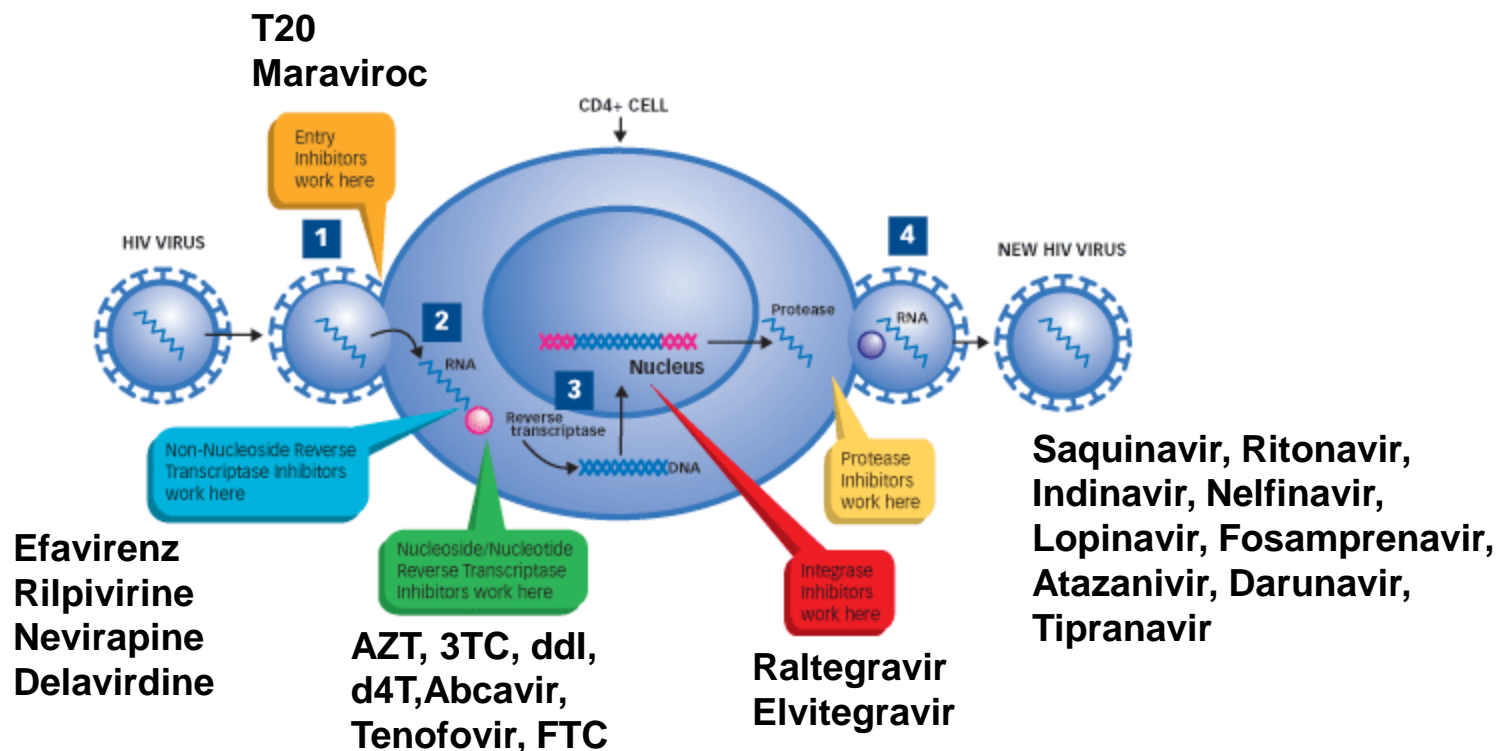 T20
Maraviroc
CD4+ CELL
Entry
Inhibitors
work here
HIV VIRUS
1
4
NEW HIV VIRUS
2
RNA
Protease
RNA
Nucleus
3
Reverse
transcriptase
DNA
Non-Nucleoside Reverse
Transcriptase Inhibitors
work here
Protease
Inhibitors
work here
Nucleoside/Nucleotide
Reverse Transcriptase
Inhibitors work here
Integrase
Inhibitors
work here
Efavirenz
Rilpivirine
Nevirapine
Delavirdine
AZT, 3TC, ddI,
d4T,Abcavir,
Tenofovir, FTC
Raltegravir
Elvitegravir
Saquinavir, Ritonavir,
Indinavir, Nelfinavir,
Lopinavir, Fosamprenavir,
Atazanivir, Darunavir,
Tipranavir